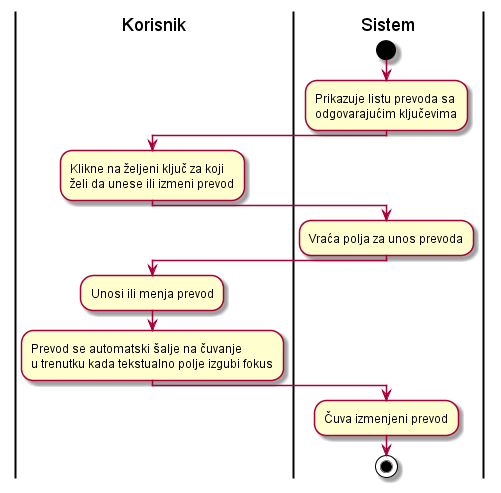 Korisnik
Sistem
Prikazuje listu prevoda sa
odgovarajućim ključevima
Klikne na željeni ključ za koji
želi da unese ili izmeni prevod
Vraća polja za unos prevoda
Unosi ili menja prevod
Prevod se automatski šalje na čuvanje
u trenutku kada tekstualno polje izgubi fokus
Čuva izmenjeni prevod